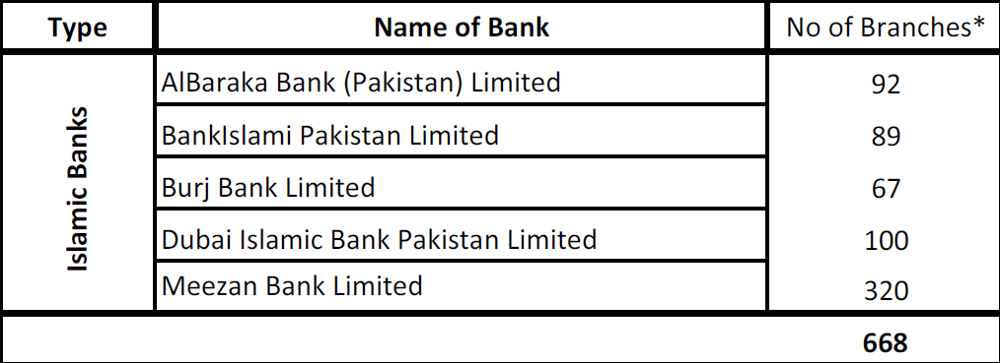 Type Name of Bank No of Branches*
Islamic Banks
AlBaraka Bank (Pakistan) Limited 92
BankIslami Pakistan Limited 89
Burj Bank Limited 67
Dubai Islamic Bank Pakistan Limited 100
Meezan Bank Limited 320
668